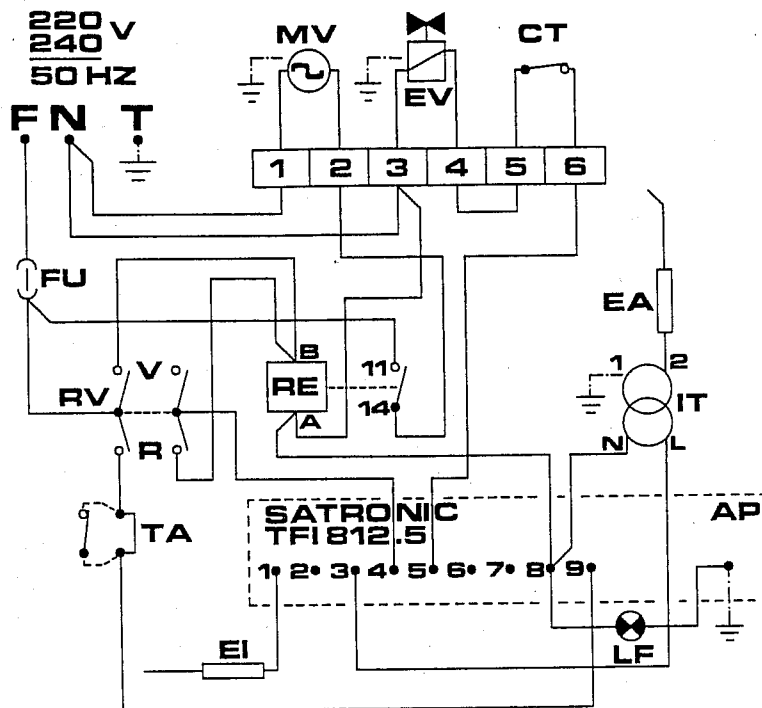 220 V
240
50 HZ
F N T
MV
EV
CT
1 2 3 4 5 6
FU
EA
1 2
IT
N L
B
RE
A
11
14
V
RV
R
TA
SATRONIC
TFI 812.5
AP
1 2 3 4 5 6 7 8 9
EI
LF